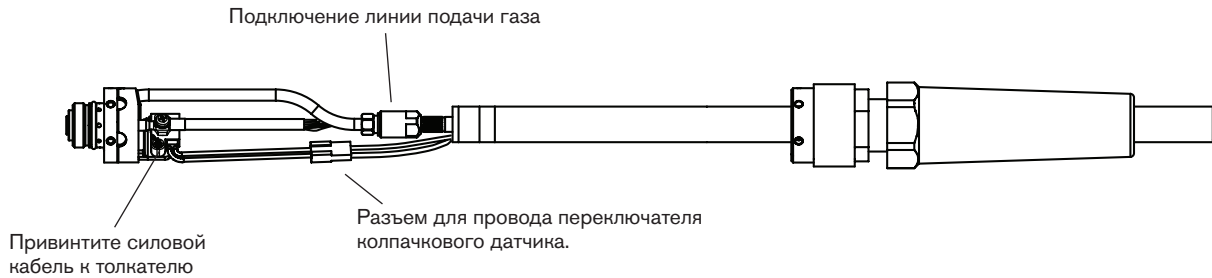 Подключение линии подачи газа
Разъем для провода переключателя
колпачкового датчика.
Привинтите силовой
кабель к толкателю